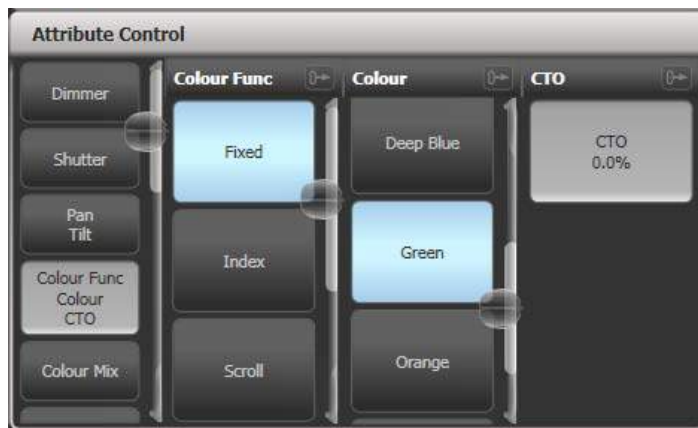 Attribute Control
Dimmer
Shutter
Pan
Tilt
Colour Func
Colour
CTO
Colour Mix
Colour Func
Fixed
Index
Scroll
Colour
Deep Blue
Green
Orange
CTO
CTO
0.0%